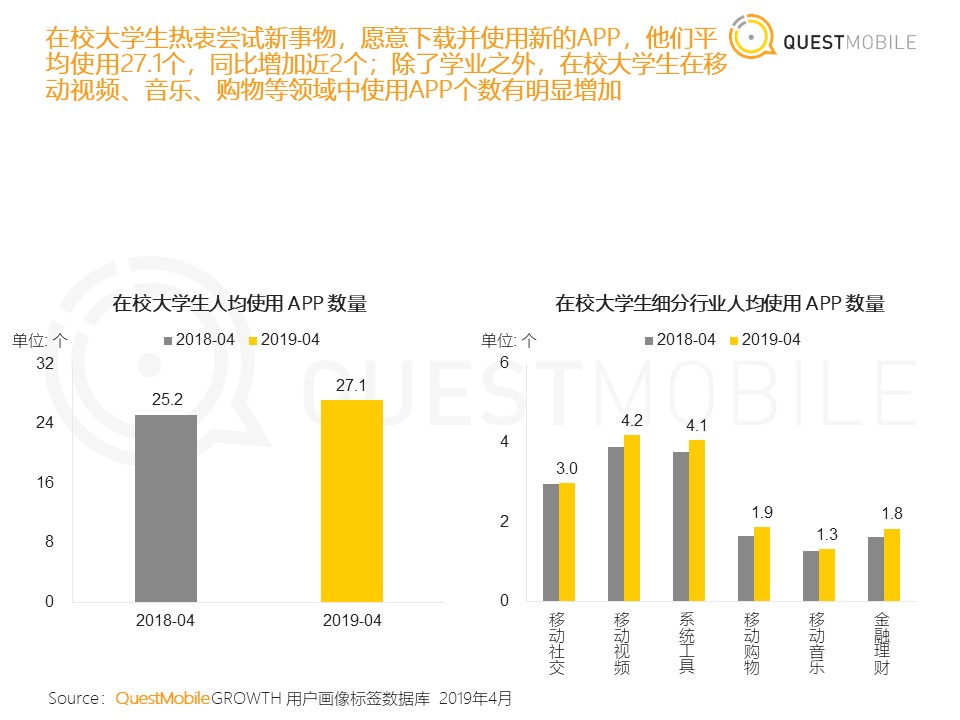 在校大学生热衷尝试新事物，愿意下载并使用新的APP，他们平
均使用27.1个，同比增加近2个；除了学业之外，在校大学生在移
动视频、音乐、购物等领域中使用APP个数有明显增加
QUESTMOBILE
在校大学生人均使用 APP 数量
单位: 个
2018-04 2019-04
32
24
16
8
0
25.2
27.1
2018-04
2019-04
在校大学生细分行业人均使用 APP 数量
单位: 个
2018-04 2019-04
6
4
2
0
3.0
4.2
4.1
1.9
1.3
1.8
移动社交
移动视频
系统工具
移动购物
移动音乐
金融理财
QUESTMOBILE
Source：QuestMobileGROWTH 用户画像标签数据库 2019年4月